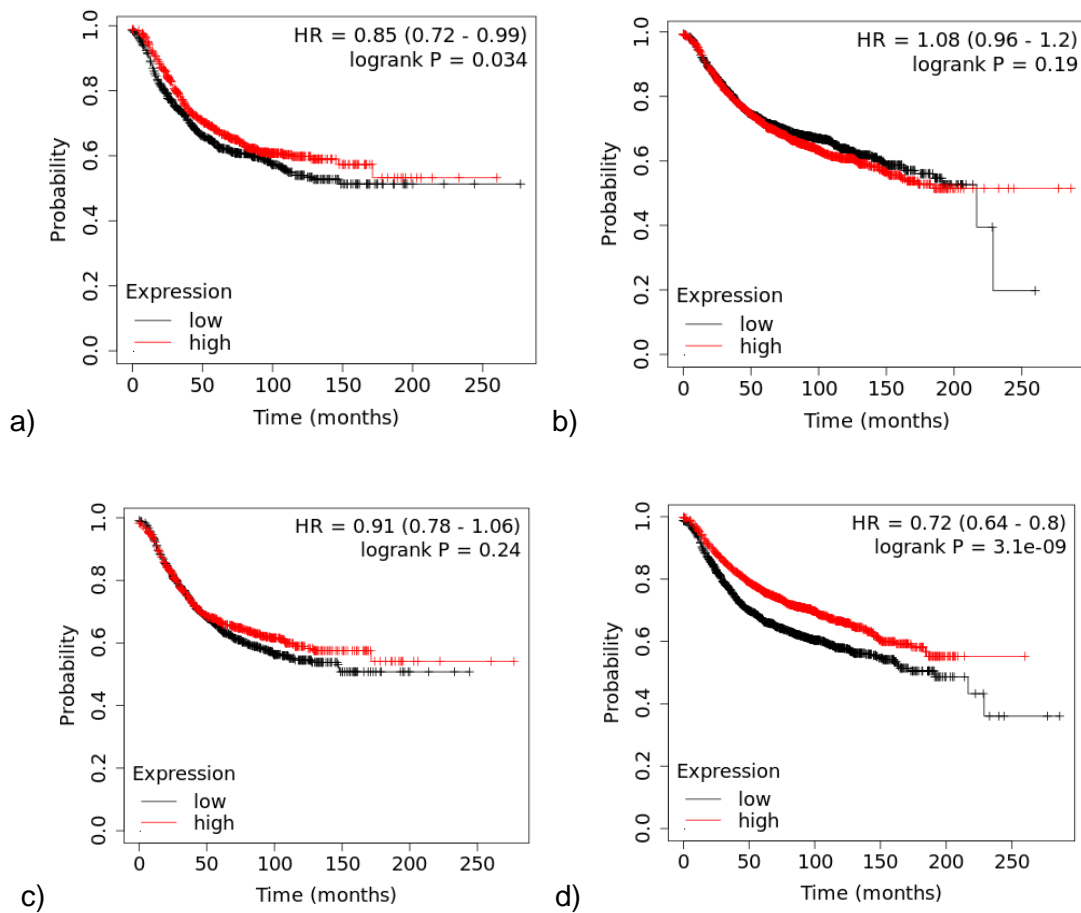 HR = 0.85 (0.72 - 0.99)
logrank P = 0.034
Probability
0.0 0.2 0.4 0.6 0.8 1.0
Expression
low
high
0 50 100 150 200 250
Time (months)
a)
HR = 1.08 (0.96 - 1.2)
logrank P = 0.19
Probability
0.0 0.2 0.4 0.6 0.8 1.0
Expression
low
high
0 50 100 150 200 250
Time (months)
b)
HR = 0.91 (0.78 - 1.06)
logrank P = 0.24
Probability
0.0 0.2 0.4 0.6 0.8 1.0
Expression
low
high
0 50 100 150 200 250
Time (months)
c)
HR = 0.72 (0.64 - 0.8)
logrank P = 3.1e-09
Probability
0.0 0.2 0.4 0.6 0.8 1.0
Expression
low
high
0 50 100 150 200 250
Time (months)
d)